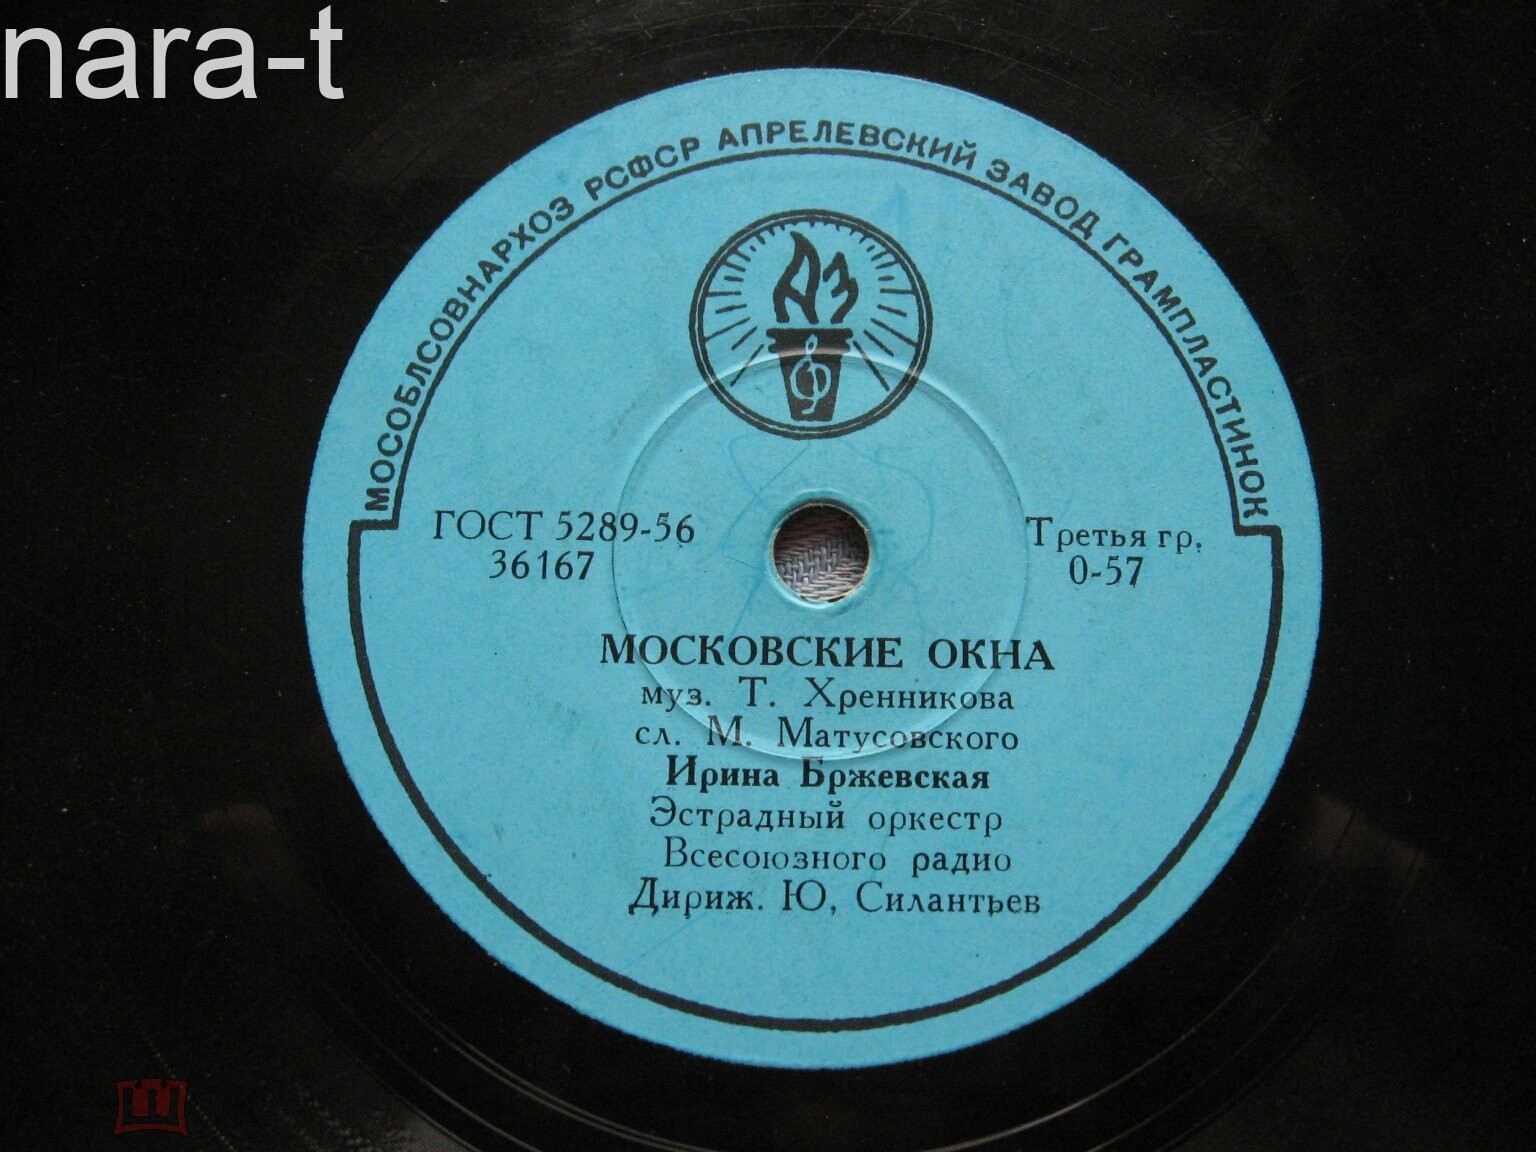 nara-t
МОСОБЛСОВНАРХОЗ РСФСР АПРЕЛЕВСКИЙ ЗАВОД ГРАМПЛАСТИНОК
АЗ
ГОСТ 5289-56
36167
Третья гр.
0-57
МОСКОВСКИЕ ОКНА
муз. Т. Хренникова
сл. М. Матусовского
Ирина Бржевская
Эстрадный оркестр
Всесоюзного радио
Дириж. Ю, Силантьев